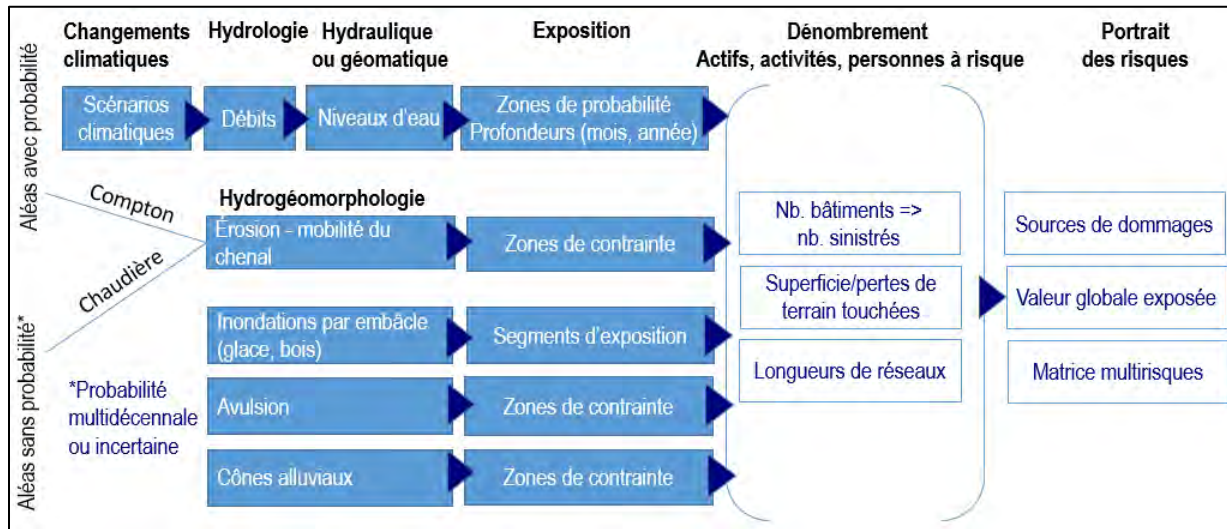 Changements
climatiques
Hydrologie
Hydraulique
ou géomatique
Exposition
Dénombrement
Actifs, activités, personnes à risque
Portrait
des risques
Aléas avec probabilité
Scénarios
climatiques
Débits
Niveaux d'eau
Zones de probabilité
Profondeurs (mois, année)
Compton
Chaudière
Hydrogéomorphologie
Érosion - mobilité du
chenal
Zones de contrainte
Nb. bâtiments =>
nb. sinistrés
Sources de dommages
Aléas sans probabilité*
*Probabilité
multidécennale
ou incertaine
Inondations par embâcle
(glace, bois)
Segments d'exposition
Superficie/pertes de
terrain touchées
Valeur globale exposée
Avulsion
Zones de contrainte
Longueurs de réseaux
Matrice multirisques
Cônes alluviaux
Zones de contrainte